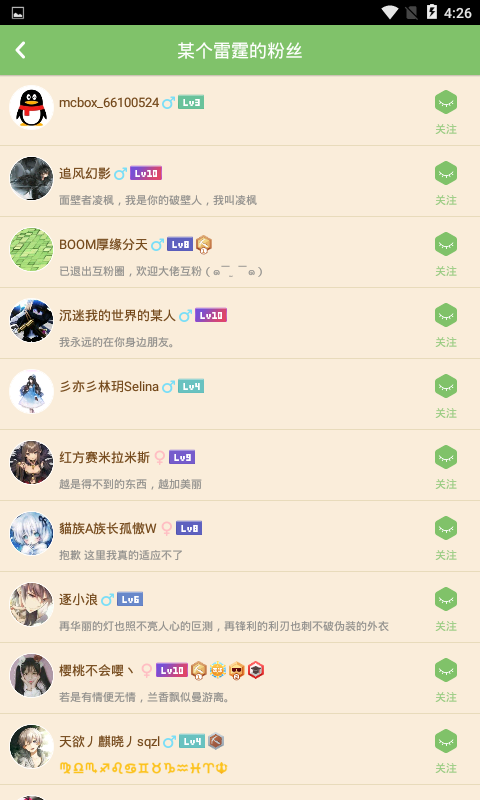 4:26
某个雷霆的粉丝
mcbox_66100524 ♂ Lv3
关注
追风幻影 ♂ Lv10
面壁者凌枫，我是你的破壁人，我叫凌枫
关注
BOOM厚缘分天 ♂ Lv8
已退出互粉圈，欢迎大佬互粉
关注
沉迷我的世界的某人 ♂ Lv10
我永远的在你身边朋友。
关注
彡亦彡林玥Selina ♂ Lv4
关注
红方赛米拉米斯 ♀ Lv9
越是得不到的东西，越加美丽
关注
貓族A族长孤傲W ♀ Lv8
抱歉 这里我真的适应不了
关注
逐小浪 ♂ Lv6
再华丽的灯也照不亮人心的叵测，再锋利的利刃也刺不破伪装的外衣
关注
樱桃不会嘤丶 ♀ Lv10
若是有情便无情，兰香飘似曼游离。
关注
天欲丿麒晓丿sqzl ♂ Lv4
♍♎♏♐♌♋♊♉♑♒♓♈
关注